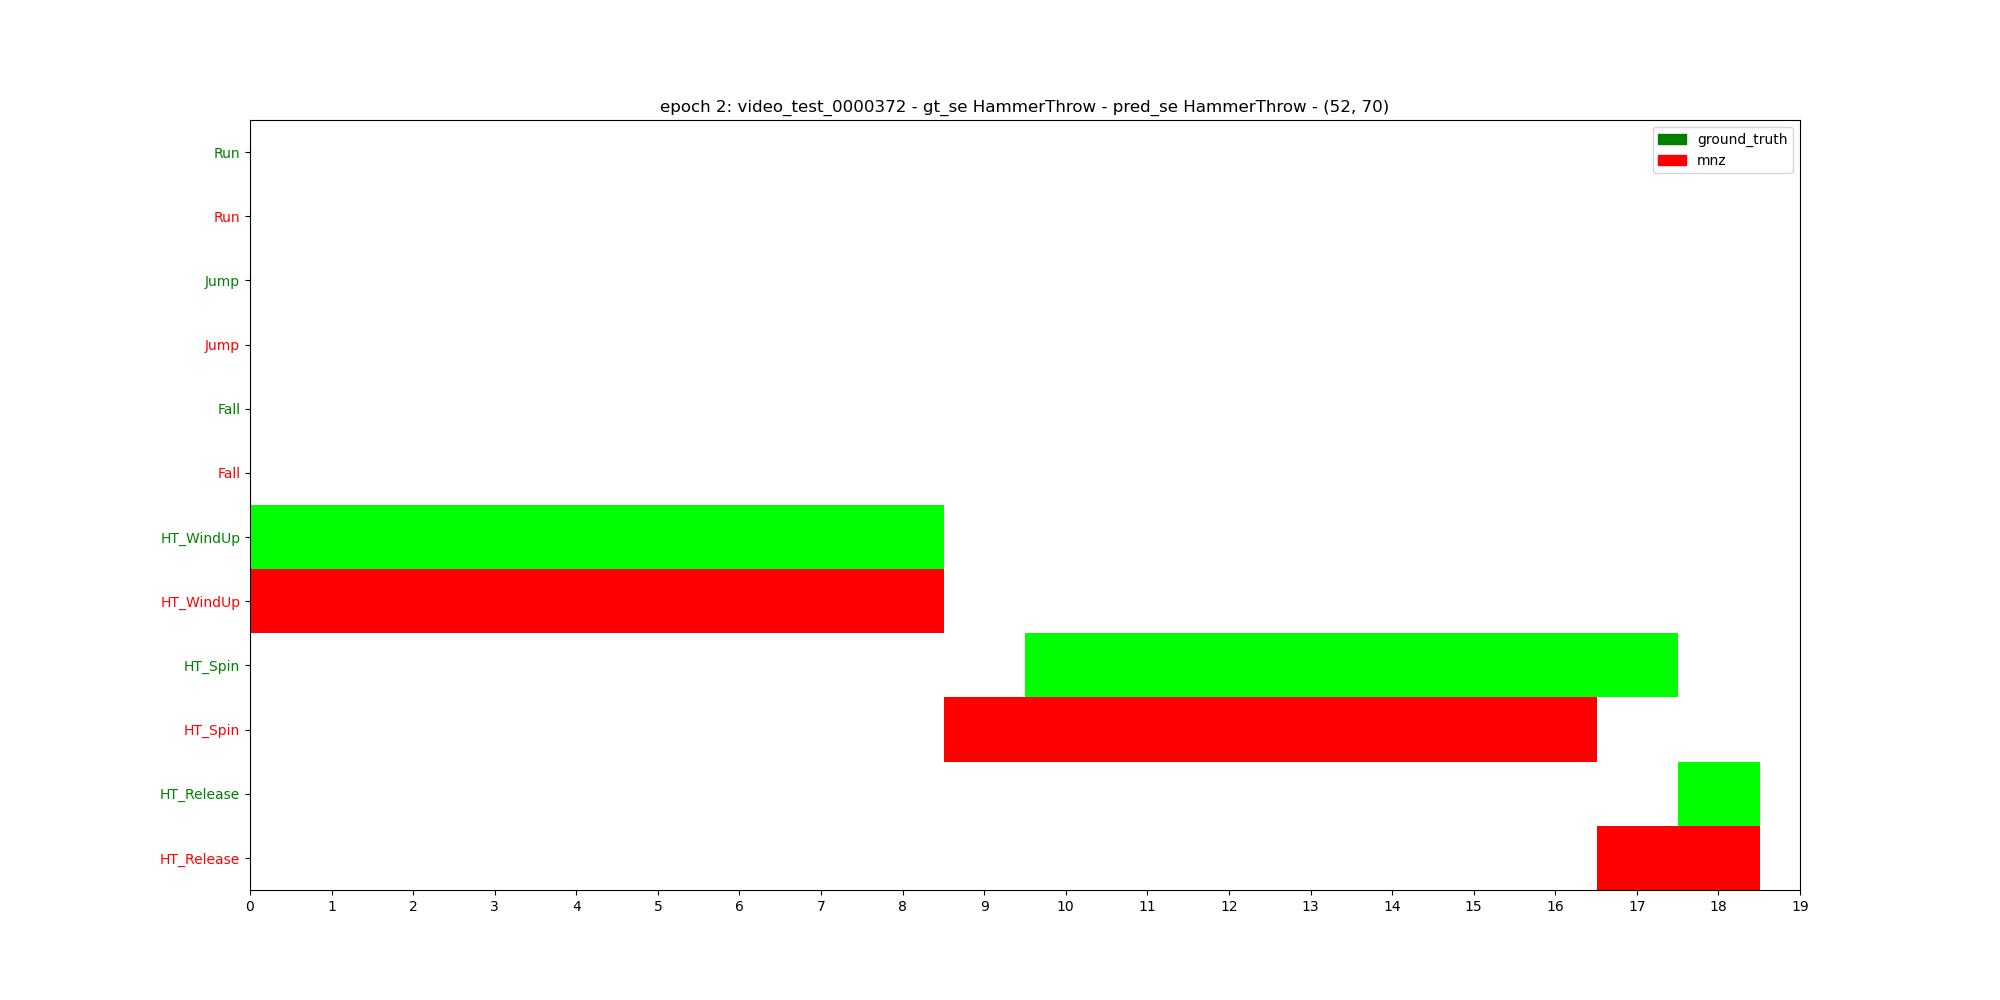 epoch 2: video_test_0000372 - gt_se HammerThrow - pred_se HammerThrow - (52, 70)
ground_truth
mnz
Run
Run
Jump
Jump
Fall
Fall
HT_WindUp
HT_WindUp
HT_Spin
HT_Spin
HT_Release
HT_Release
0 1 2 3 4 5 6 7 8 9 10 11 12 13 14 15 16 17 18 19